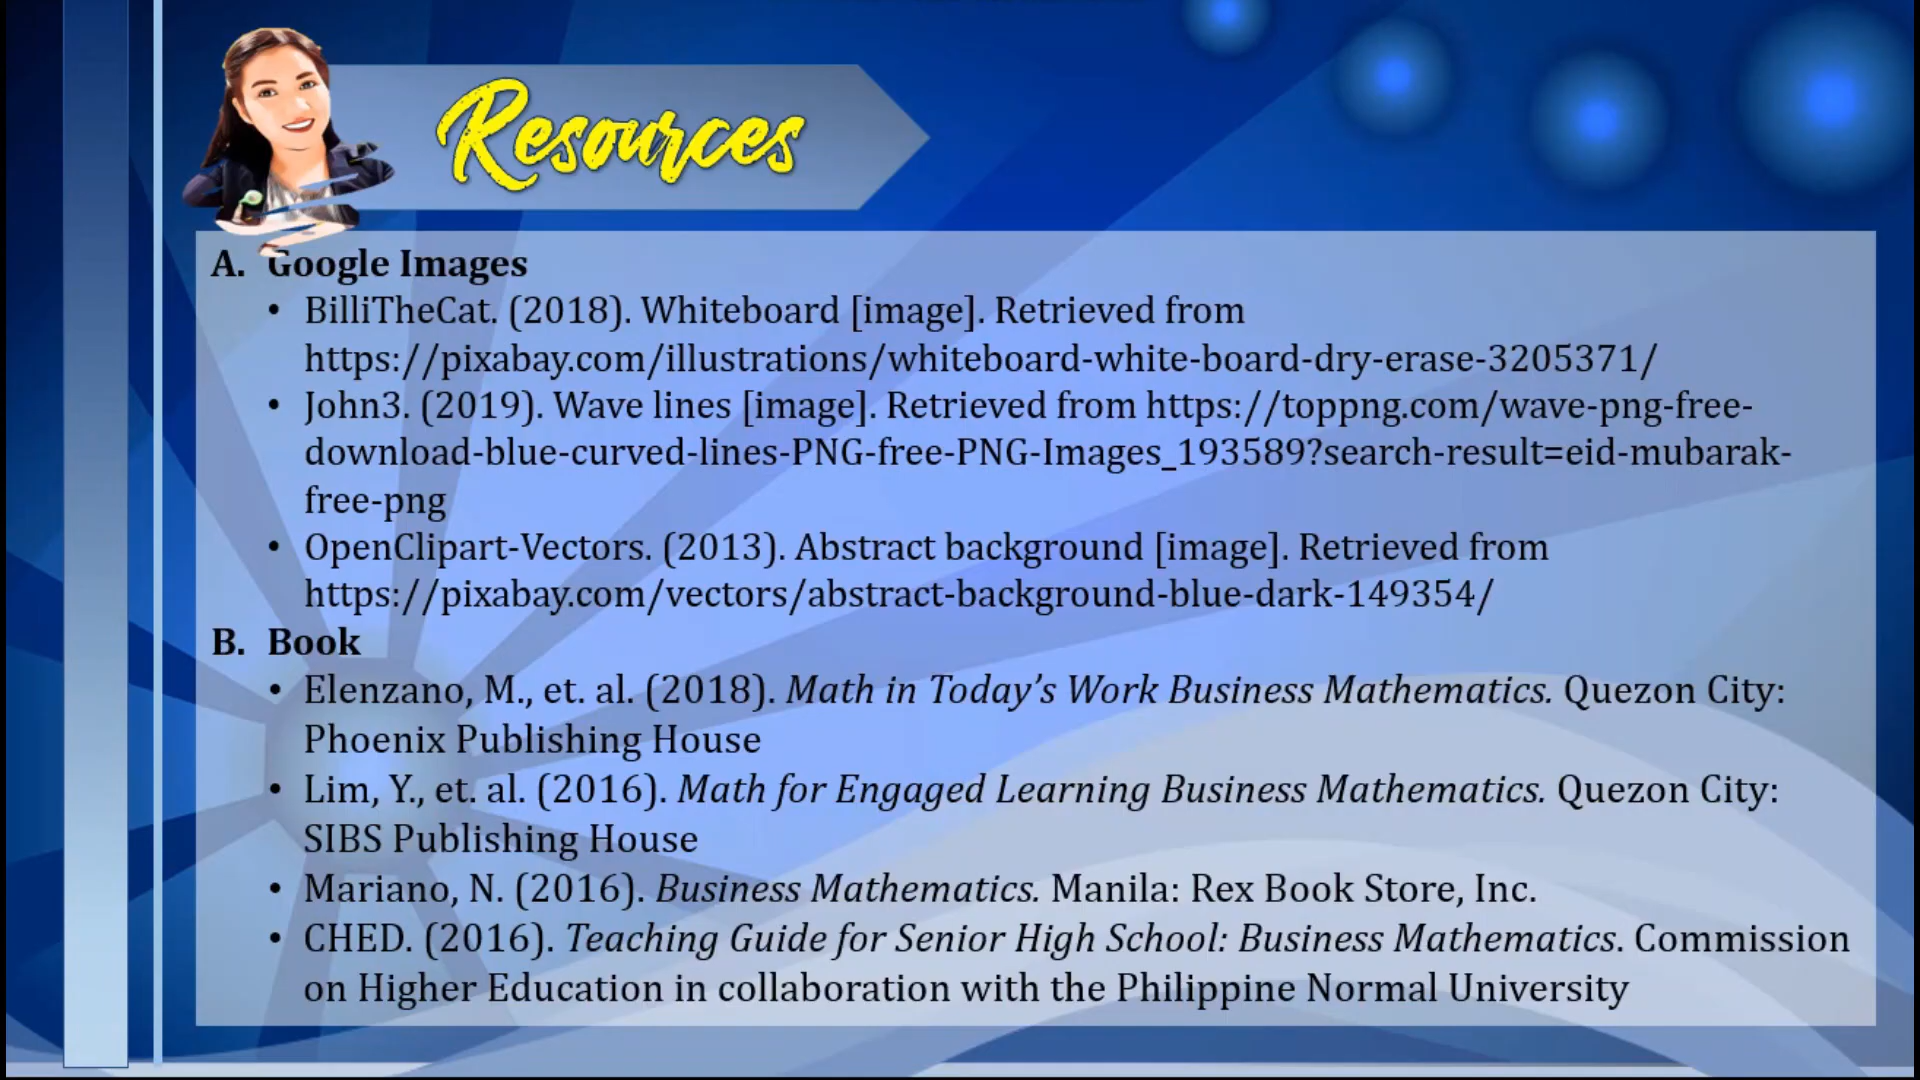 Resources
A. Google Images
• BilliTheCat. (2018). Whiteboard [image]. Retrieved from
https://pixabay.com/illustrations/whiteboard-white-board-dry-erase-3205371/
• John3. (2019). Wave lines [image]. Retrieved from https://toppng.com/wave-png-free-
download-blue-curved-lines-PNG-free-PNG-Images_193589?search-result=eid-mubarak-
free-png
• OpenClipart-Vectors. (2013). Abstract background [image]. Retrieved from
https://pixabay.com/vectors/abstract-background-blue-dark-149354/
B. Book
• Elenzano, M., et. al. (2018). Math in Today’s Work Business Mathematics. Quezon City:
Phoenix Publishing House
• Lim, Y., et. al. (2016). Math for Engaged Learning Business Mathematics. Quezon City:
SIBS Publishing House
• Mariano, N. (2016). Business Mathematics. Manila: Rex Book Store, Inc.
• CHED. (2016). Teaching Guide for Senior High School: Business Mathematics. Commission
on Higher Education in collaboration with the Philippine Normal University